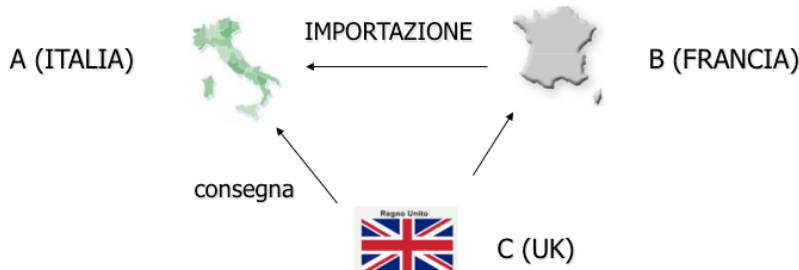 IMPORTAZIONE
A (ITALIA)
B (FRANCIA)
consegna
Regno Unito
C (UK)